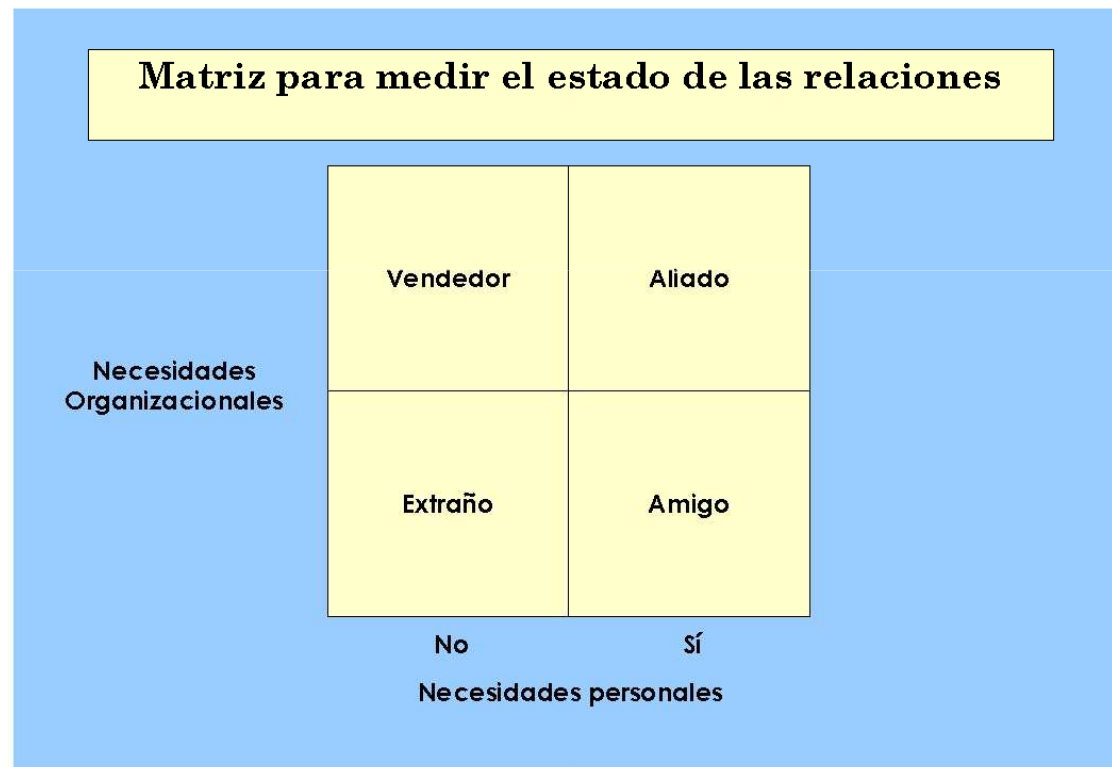 Matriz para medir el estado de las relaciones
Vendedor
Aliado
Necesidades
Organizacionales
Extraño
Amigo
No
Sí
Necesidades personales